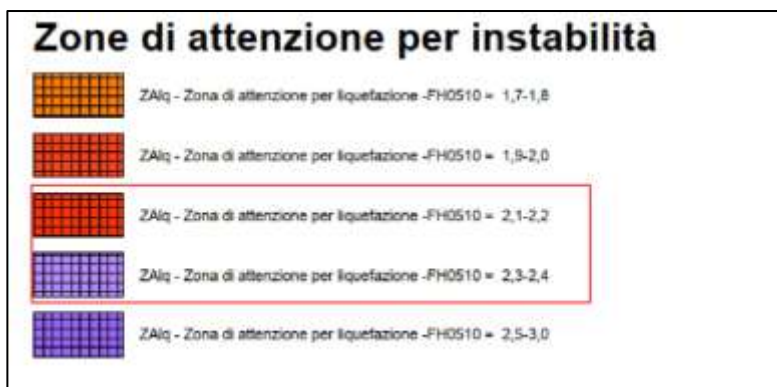 Zone di attenzione per instabilità
ZAlq - Zona di attenzione per liquefazione -FH0510 = 1,7-1,8
ZAlq - Zona di attenzione per liquefazione -FH0510 = 1,9-2,0
ZAlq - Zona di attenzione per liquefazione -FH0510 = 2,1-2,2
ZAlq - Zona di attenzione per liquefazione -FH0510 = 2,3-2,4
ZAlq - Zona di attenzione per liquefazione -FH0510 = 2,5-3,0